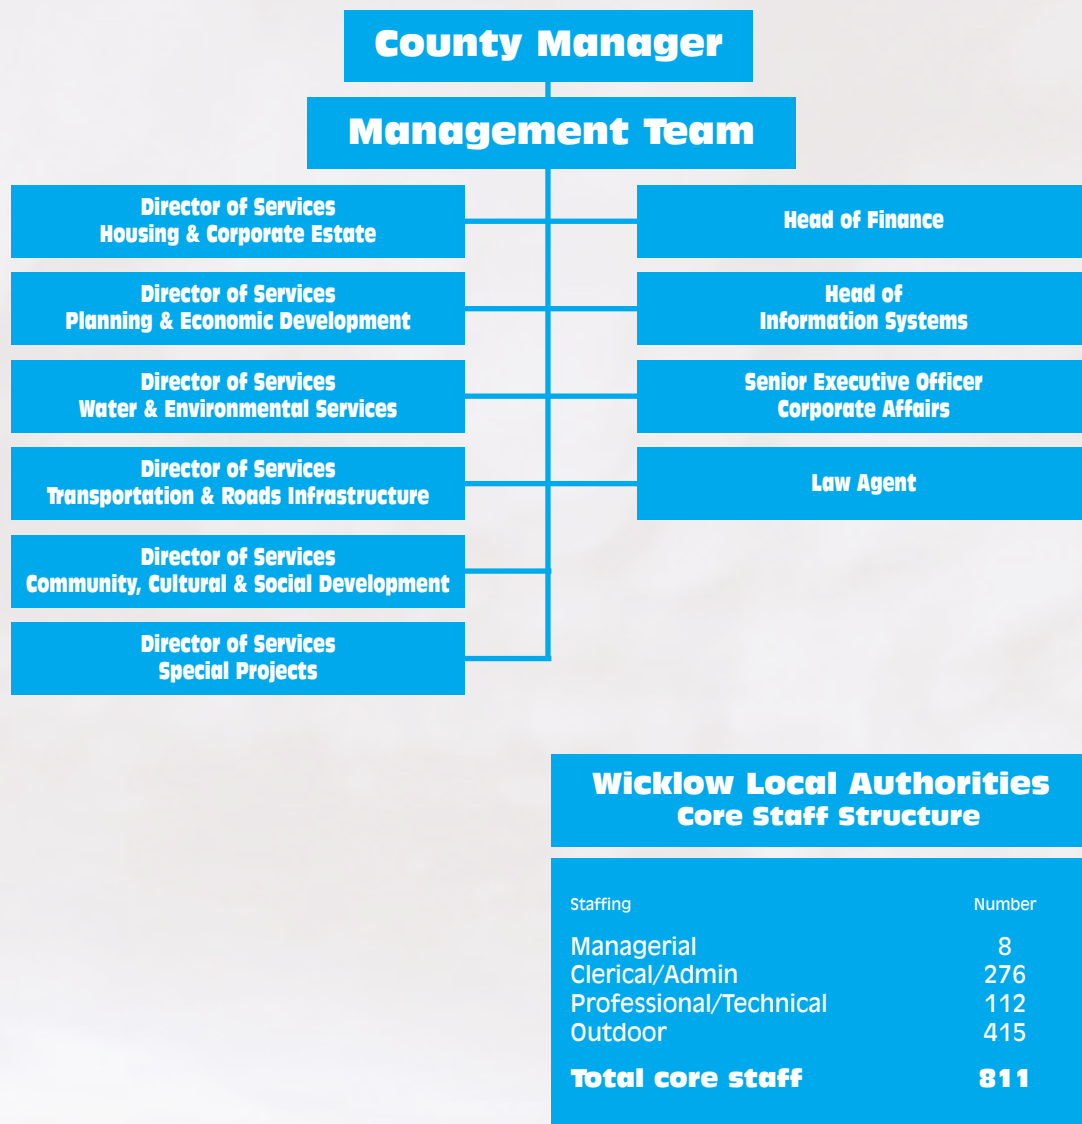 County Manager
Management Team
Director of Services
Housing & Corporate Estate
Director of Services
Planning & Economic Development
Director of Services
Water & Environmental Services
Director of Services
Transportation & Roads Infrastructure
Director of Services
Community, Cultural & Social Development
Director of Services
Special Projects
Head of Finance
Head of
Information Systems
Senior Executive Officer
Corporate Affairs
Law Agent
Wicklow Local Authorities
Core Staff Structure
Staffing Number
Managerial 8
Clerical/Admin 276
Professional/Technical 112
Outdoor 415
Total core staff 811